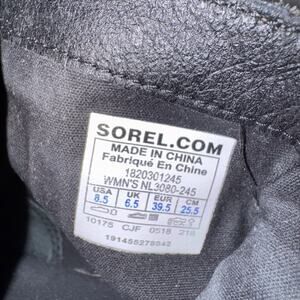 SOREL.COM
MADE IN CHINA
Fabriqué En Chine
1820301245
WMN'S NL3080-245
USA UK EUR CM
8.5 6.5 39.5 25.5
10175 CJF 0518 218